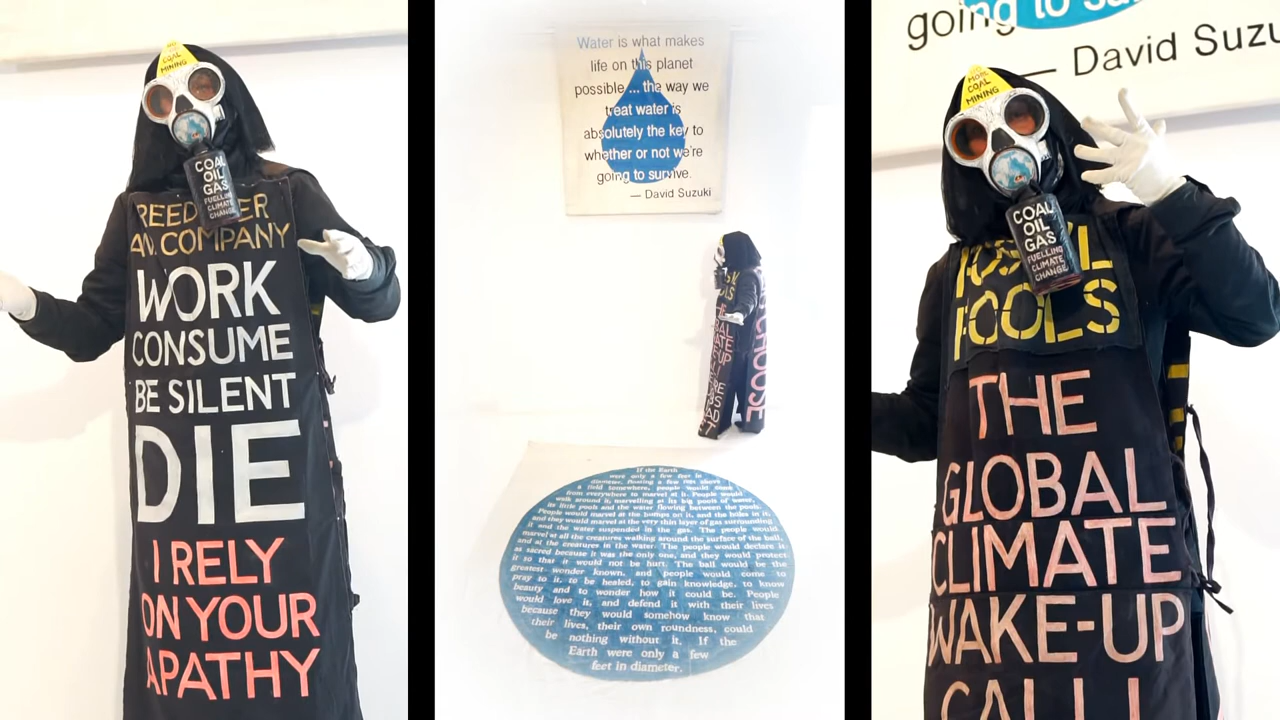 NO
COAL
MINING
COAL
OIL
GAS
FUELLING
CLIMATE
CHANGE
AND COMPANY
WORK
CONSUME
BE SILENT
DIE
I RELY
ON YOUR
APATHY
Water is what makes
life on this planet
possible ... the way we
treat water is
absolutely the key to
whether or not we're
going to survive.
— David Suzuki
CHOOSE
If the Earth
were only a few feet in
diameter, floating a few feet above
a field somewhere, people would come
from everywhere to marvel at it. People would
walk around it, marvelling at its big pools of water,
its little pools and the water flowing between the pools.
People would marvel at the bumps on it, and the holes in it,
and they would marvel at the very thin layer of gas surrounding
it and the water suspended in the gas. The people would
marvel at all the creatures walking around the surface of the ball,
and at the creatures in the water. The people would declare it
as sacred because it was the only one, and they would protect
it so that it would not be hurt. The ball would be the
greatest wonder known, and people would come to
pray to it, to be healed, to gain knowledge, to know
beauty and to wonder how it could be. People
would love it, and defend it with their lives
because they would somehow know that
their lives, their own roundness, could
be nothing without it. If the
Earth were only a few
feet in diameter.
going to
— David Suzu
MORE
COAL
MINING
COAL
OIL
GAS
FUELLING
CLIMATE
CHANGE
FOOLS
THE
GLOBAL
CLIMATE
WAKE-UP
CALL